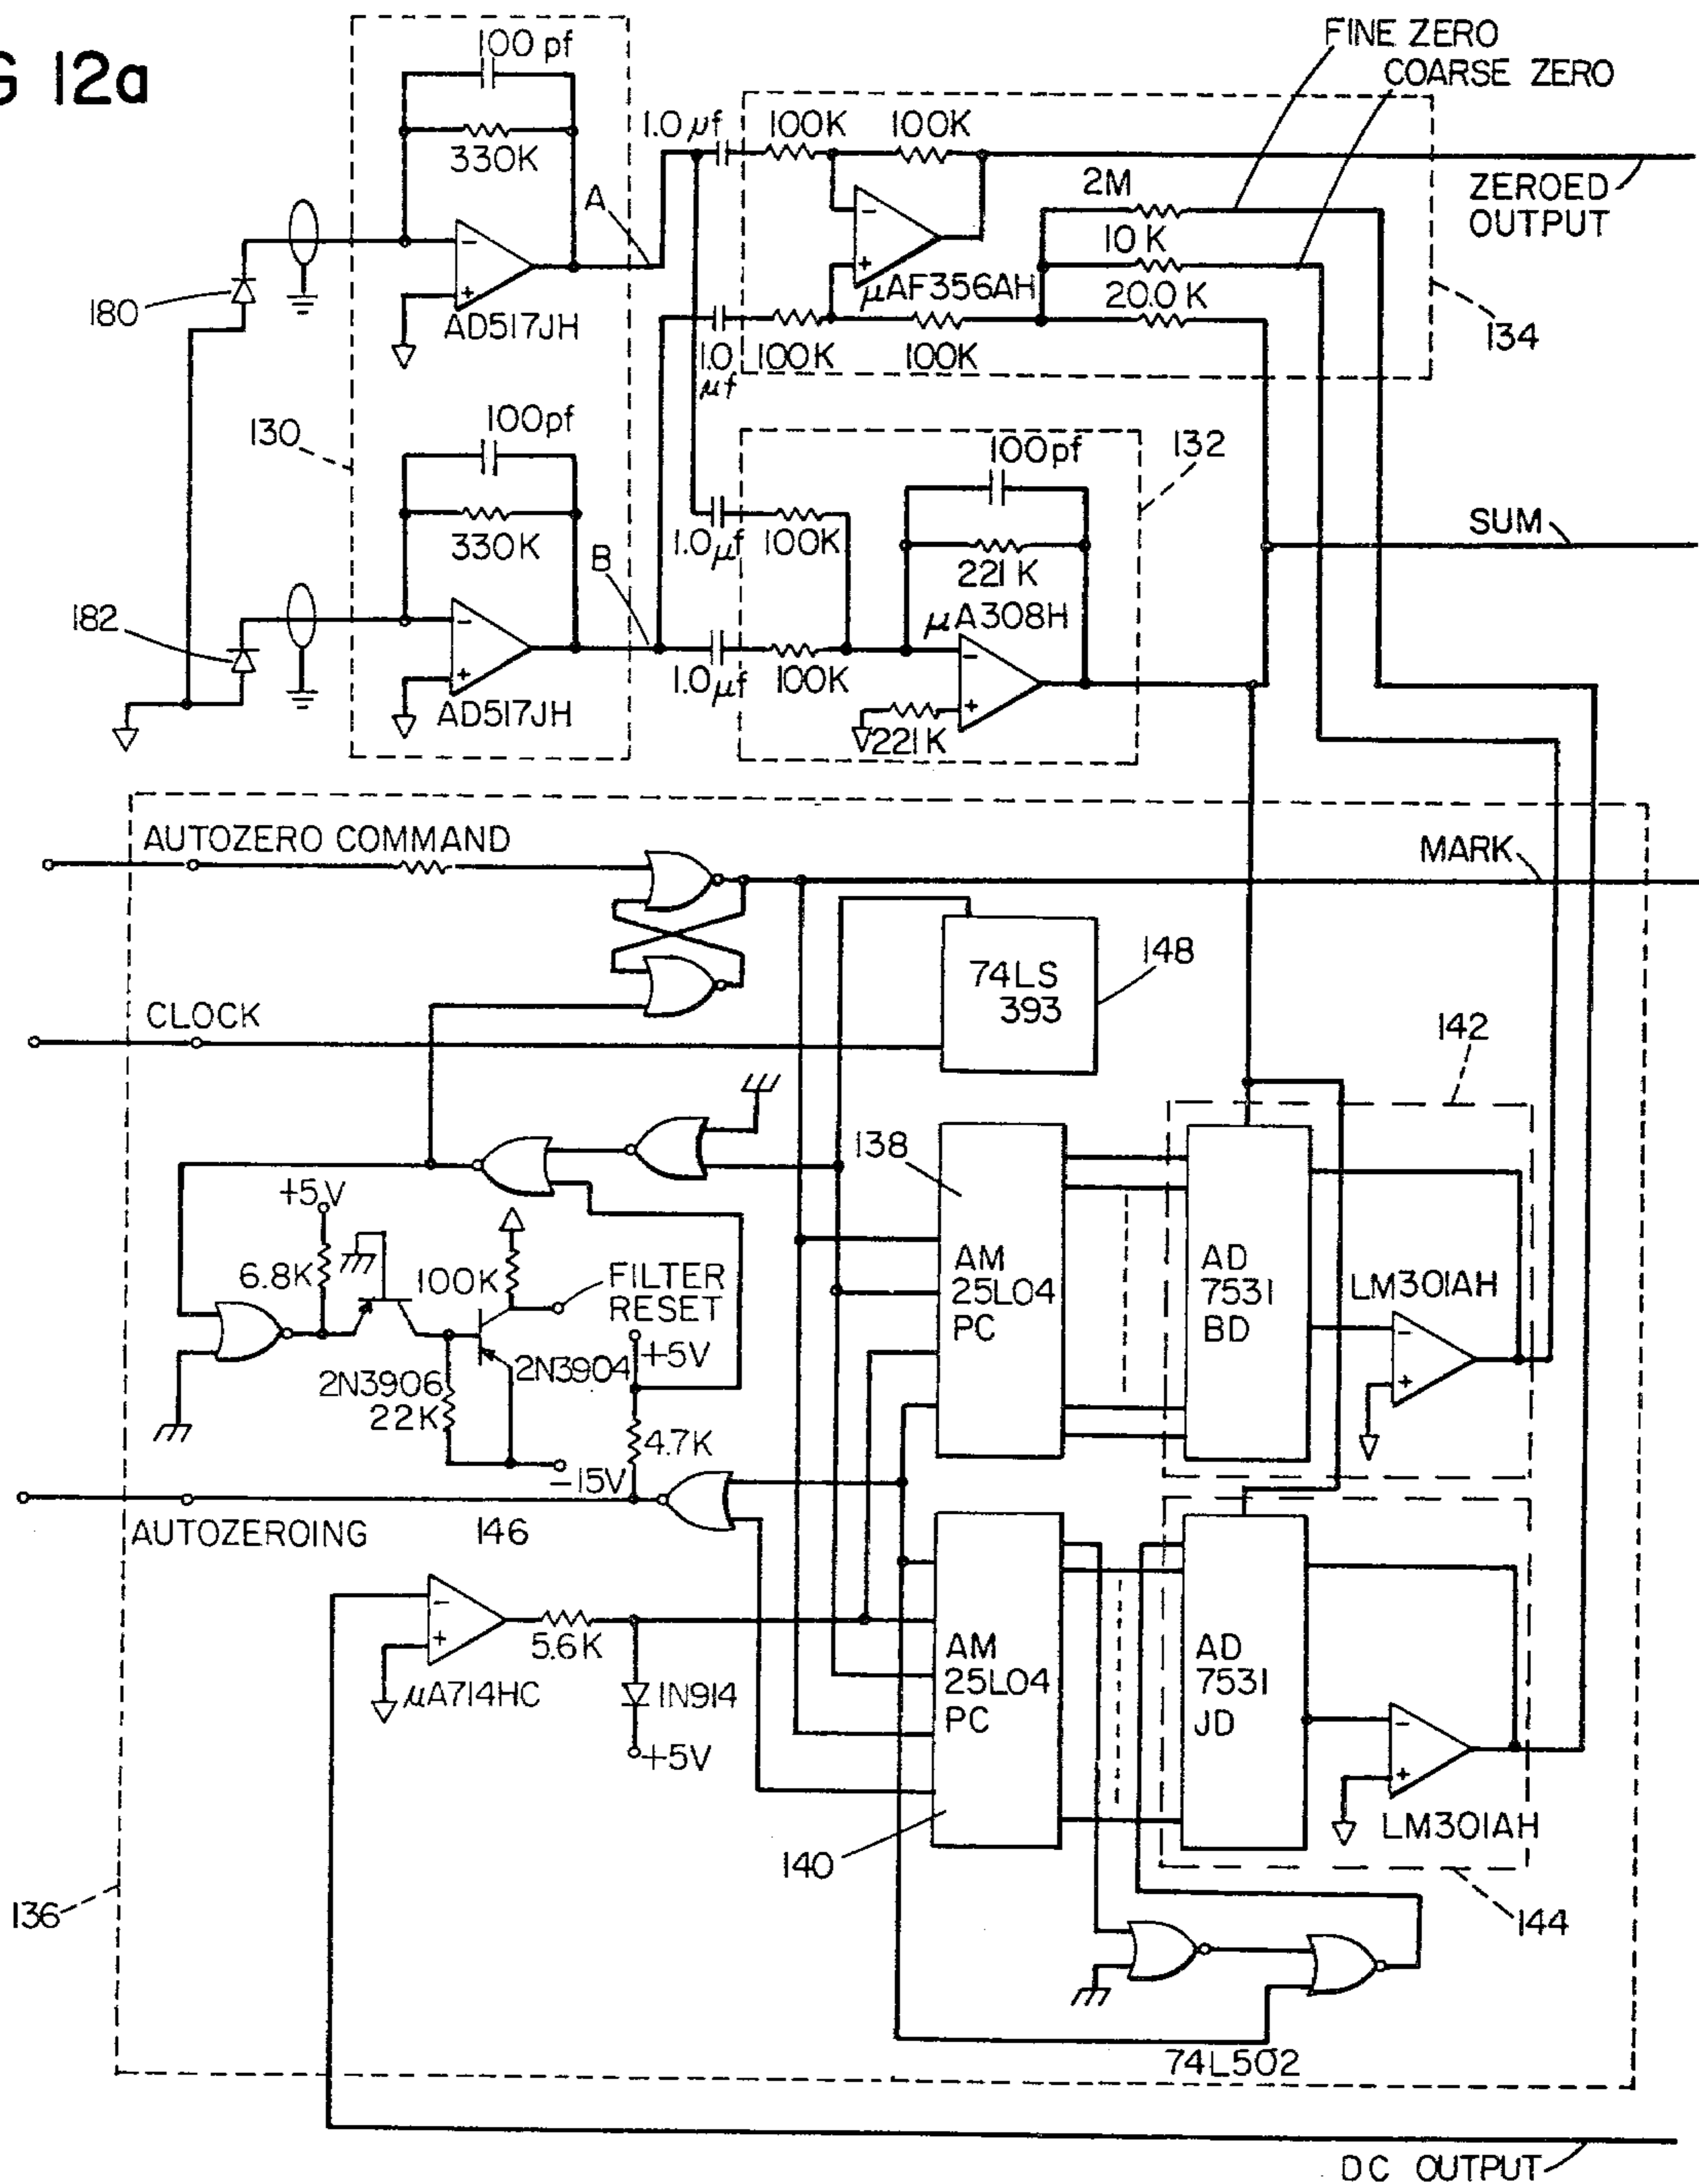 G 12a
100 pf
330K
AD517JH
180
A
1.0 μf
100K
100K
FINE ZERO
COARSE ZERO
ZEROED
OUTPUT
2M
10 K
20.0 K
μAF356AH
100K
100K
1.0
μf
134
130
100pf
330K
AD517JH
182
B
1.0μf
100K
1.0μf
100K
100pf
221 K
μA308H
221K
132
SUM
AUTOZERO COMMAND
MARK
CLOCK
74LS
393
148
142
138
+5V
6.8K
100K
FILTER
RESET
2N3906
22K
2N3904
+5V
4.7K
-15V
AM
25L04
PC
AD
7531
BD
LM301AH
AUTOZEROING
146
μA714HC
5.6K
1N914
+5V
AM
25L04
PC
AD
7531
JD
LM301AH
140
136
144
74L502
DC OUTPUT